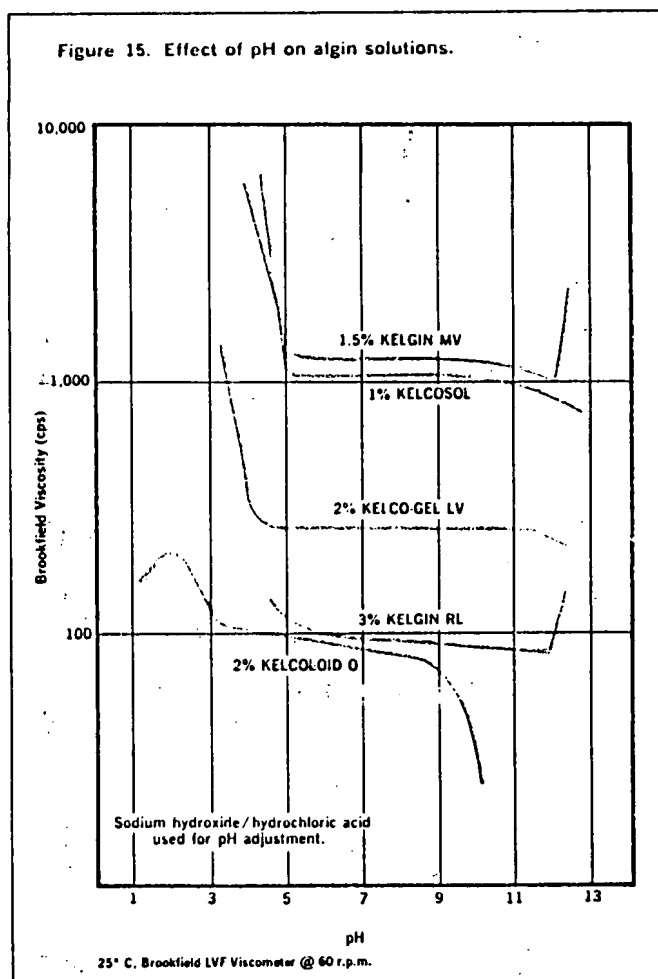 Figure 15. Effect of pH on algin solutions.
10,000
1,000
100
Brookfield Viscosity (cps)
1.5% KELGIN MV
1% KELCOSOL
2% KELCO-GEL LV
3% KELGIN RL
2% KELCOLOID O
Sodium hydroxide/hydrochloric acid
used for pH adjustment.
1 3 5 7 9 11 13
pH
25° C, Brookfield LVF Viscometer @ 60 r.p.m.